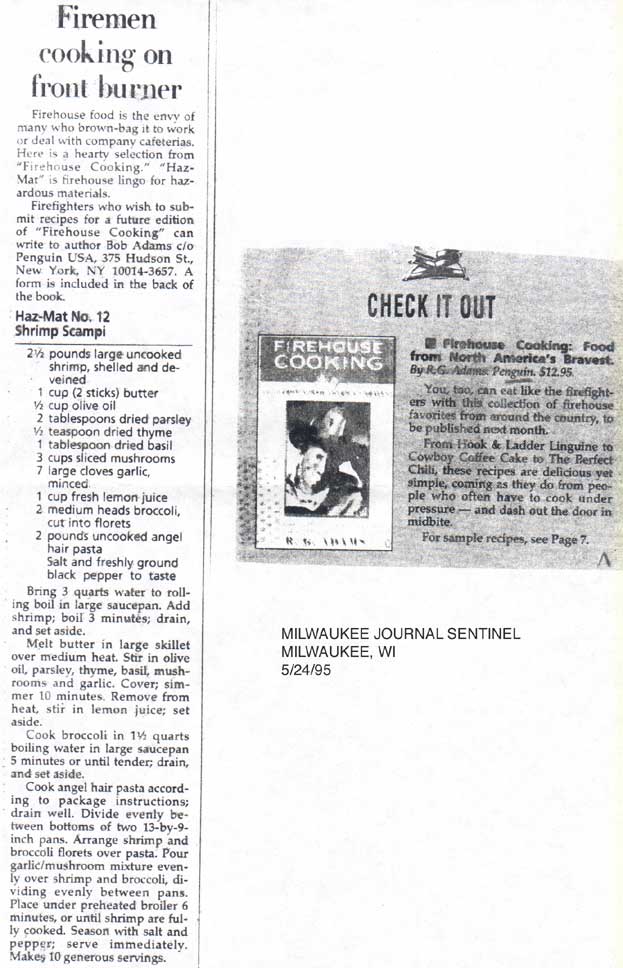 Firemen
cooking on
front burner
Firehouse food is the envy of
many who brown-bag it to work
or deal with company cafeterias.
Here is a hearty selection from
"Firehouse Cooking." "Haz-
Mat" is firehouse lingo for haz-
ardous materials.
Firefighters who wish to sub-
mit recipes for a future edition
of "Firehouse Cooking" can
write to author Bob Adams c/o
Penguin USA, 375 Hudson St.,
New York, NY 10014-3657. A
form is included in the back of
the book.
Haz-Mat No. 12
Shrimp Scampi
2½ pounds large uncooked
shrimp, shelled and de-
veined
1 cup (2 sticks) butter
½ cup olive oil
2 tablespoons dried parsley
½ teaspoon dried thyme
1 tablespoon dried basil
3 cups sliced mushrooms
7 large cloves garlic,
minced
1 cup fresh lemon juice
2 medium heads broccoli,
cut into florets
2 pounds uncooked angel
hair pasta
Salt and freshly ground
black pepper to taste
Bring 3 quarts water to roll-
ing boil in large saucepan. Add
shrimp; boil 3 minutes; drain,
and set aside.
Melt butter in large skillet
over medium heat. Stir in olive
oil, parsley, thyme, basil, mush-
rooms and garlic. Cover; sim-
mer 10 minutes. Remove from
heat, stir in lemon juice; set
aside.
Cook broccoli in 1½ quarts
boiling water in large saucepan
5 minutes or until tender; drain,
and set aside.
Cook angel hair pasta accord-
ing to package instructions;
drain well. Divide evenly be-
tween bottoms of two 13-by-9-
inch pans. Arrange shrimp and
broccoli florets over pasta. Pour
garlic/mushroom mixture even-
ly over shrimp and broccoli, di-
viding evenly between pans.
Place under preheated broiler 6
minutes, or until shrimp are ful-
ly cooked. Season with salt and
pepper; serve immediately.
Makes 10 generous servings.
CHECK IT OUT
FIREHOUSE
COOKING
R. G. ADAMS
■ Firehouse Cooking: Food
from North America's Bravest.
By R.G. Adams. Penguin. $12.95.
You, too, can eat like the firefight-
ers with this collection of firehouse
favorites from around the country, to
be published next month.
From Hook & Ladder Linguine to
Cowboy Coffee Cake to The Perfect
Chili, these recipes are delicious yet
simple, coming as they do from peo-
ple who often have to cook under
pressure — and dash out the door in
midbite.
For sample recipes, see Page 7.
MILWAUKEE JOURNAL SENTINEL
MILWAUKEE, WI
5/24/95